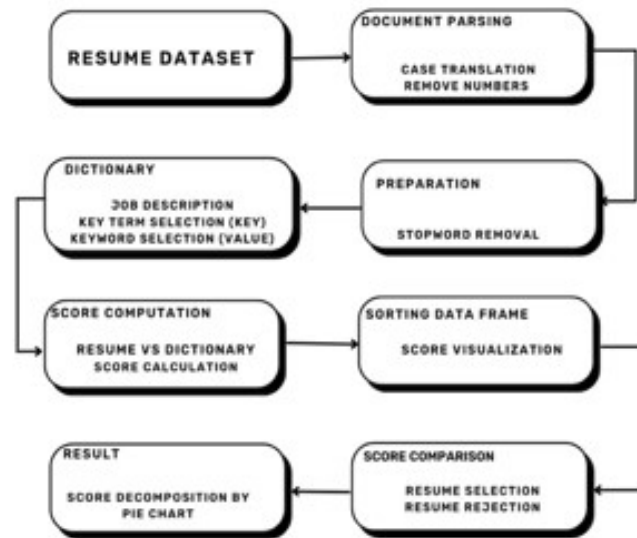 RESUME DATASET
DOCUMENT PARSING
CASE TRANSLATION
REMOVE NUMBERS
PREPARATION
STOPWORD REMOVAL
DICTIONARY
JOB DESCRIPTION
KEY TERM SELECTION (KEY)
KEYWORD SELECTION (VALUE)
SCORE COMPUTATION
RESUME VS DICTIONARY
SCORE CALCULATION
SORTING DATA FRAME
SCORE VISUALIZATION
SCORE COMPARISON
RESUME SELECTION
RESUME REJECTION
RESULT
SCORE DECOMPOSITION BY
PIE CHART